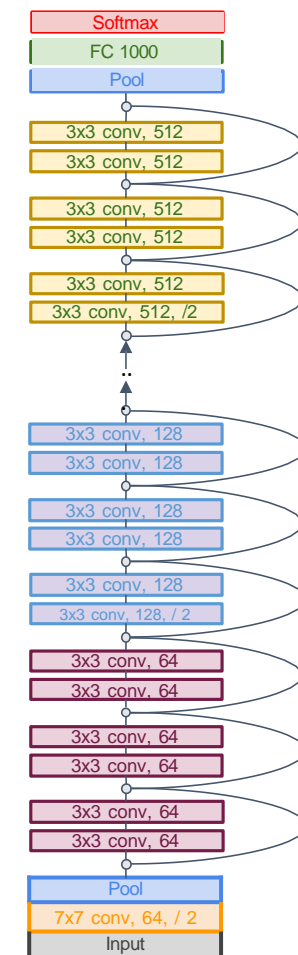 Softmax
FC 1000
Pool
3x3 conv, 512
3x3 conv, 512
3x3 conv, 512
3x3 conv, 512
3x3 conv, 512
3x3 conv, 512, /2
..
.
3x3 conv, 128
3x3 conv, 128
3x3 conv, 128
3x3 conv, 128
3x3 conv, 128
3x3 conv, 128, / 2
3x3 conv, 64
3x3 conv, 64
3x3 conv, 64
3x3 conv, 64
3x3 conv, 64
3x3 conv, 64
Pool
7x7 conv, 64, / 2
Input